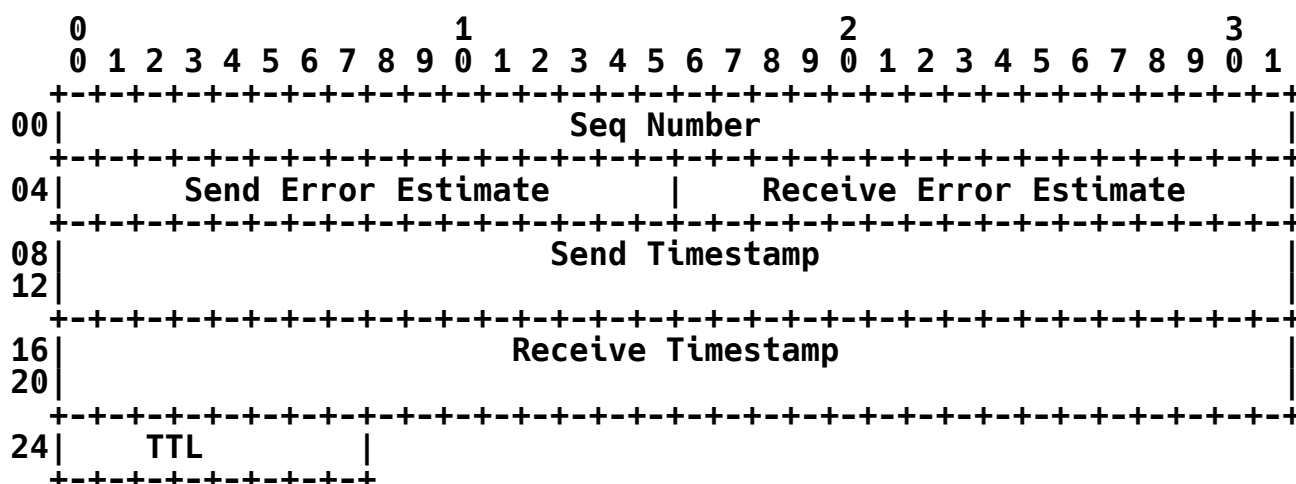 0                   1                   2                   3
    0 1 2 3 4 5 6 7 8 9 0 1 2 3 4 5 6 7 8 9 0 1 2 3 4 5 6 7 8 9 0 1
   +-+-+-+-+-+-+-+-+-+-+-+-+-+-+-+-+-+-+-+-+-+-+-+-+-+-+-+-+-+-+-+-+
00|                          Seq Number                           |
   +-+-+-+-+-+-+-+-+-+-+-+-+-+-+-+-+-+-+-+-+-+-+-+-+-+-+-+-+-+-+-+-+
04|      Send Error Estimate      |    Receive Error Estimate     |
   +-+-+-+-+-+-+-+-+-+-+-+-+-+-+-+-+-+-+-+-+-+-+-+-+-+-+-+-+-+-+-+-+
08|                         Send Timestamp                        |
12|                                                               |
   +-+-+-+-+-+-+-+-+-+-+-+-+-+-+-+-+-+-+-+-+-+-+-+-+-+-+-+-+-+-+-+-+
16|                       Receive Timestamp                       |
20|                                                               |
   +-+-+-+-+-+-+-+-+-+-+-+-+-+-+-+-+-+-+-+-+-+-+-+-+-+-+-+-+-+-+-+-+
24|    TTL        |
   +-+-+-+-+-+-+-+-+